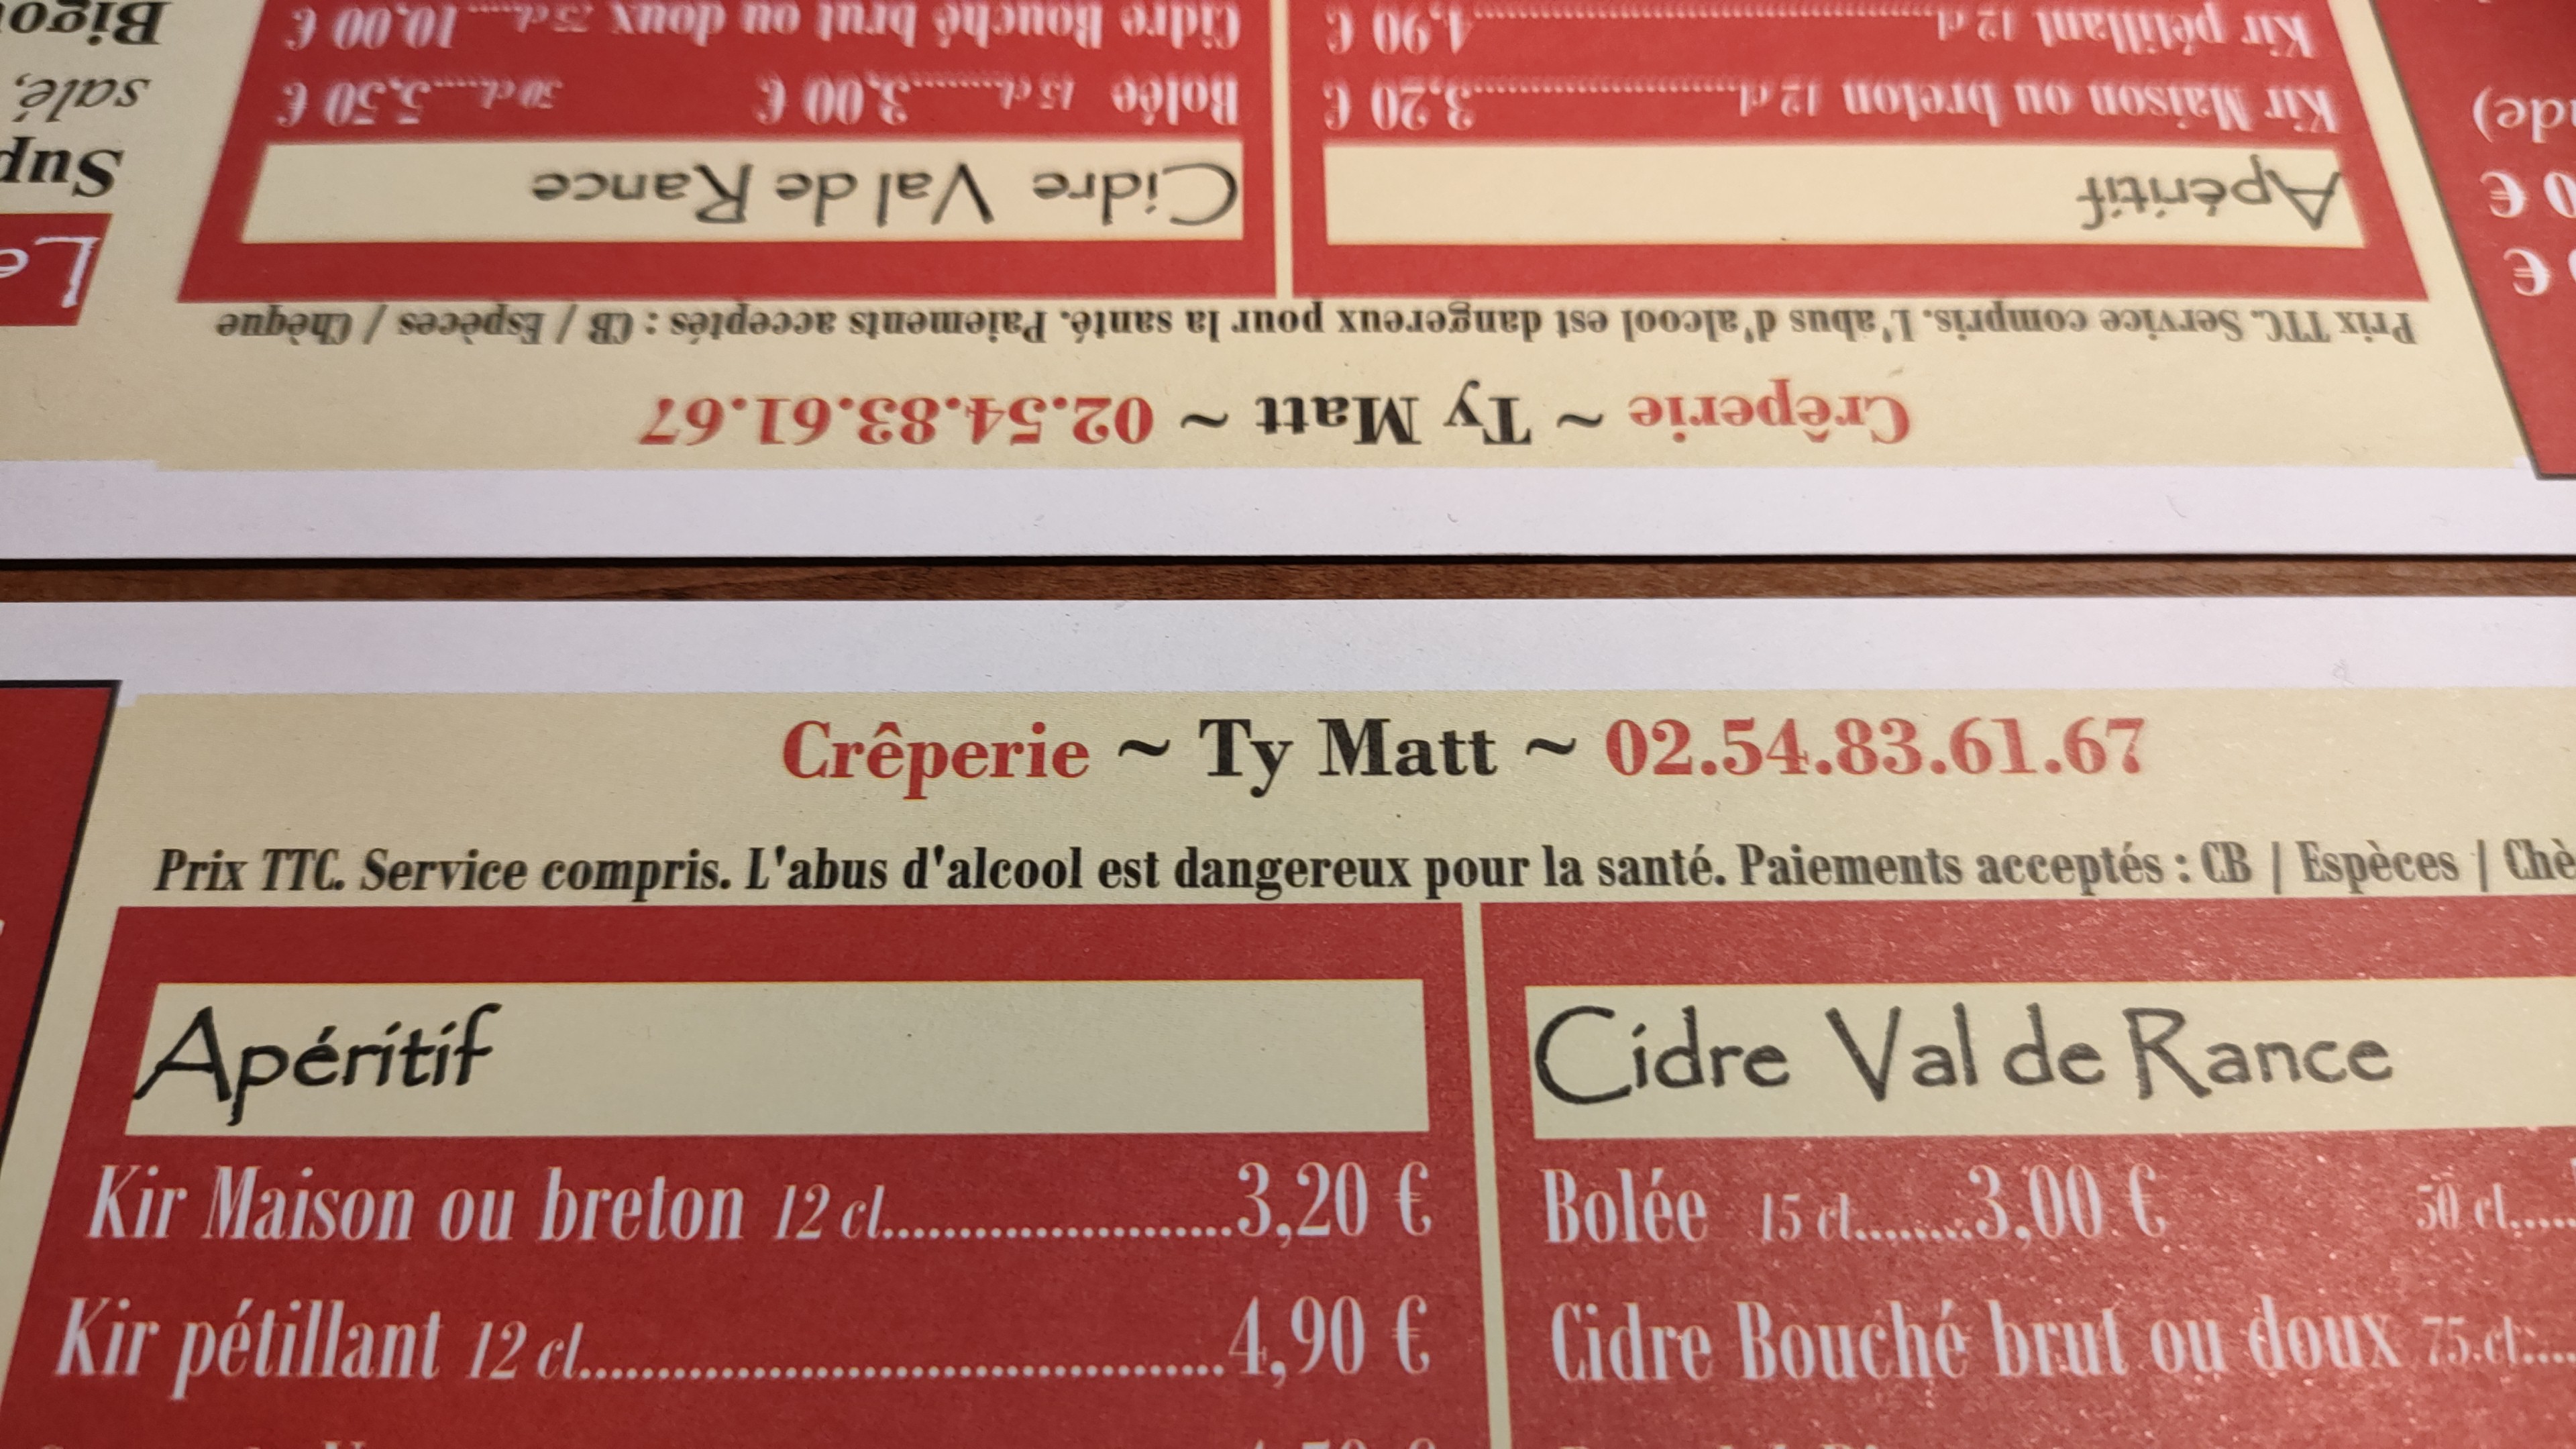 Bigo
salé,
Sup
Le
Cidre Bouché brut ou doux 75 cl.....10,00 €
Bolée 15 cl........3,00 € 50 cl......5,50 €
Cidre Val de Rance
Kir pétillant 12 cl..........................................4,90 €
Kir Maison ou breton 12 cl.......................3,20 €
Apéritif
de)
0 €
€
Prix TTC. Service compris. L'abus d'alcool est dangereux pour la santé. Paiements acceptés : CB / Espèces / Chèque
Crêperie ~ Ty Matt ~ 02.54.83.61.67
Crêperie ~ Ty Matt ~ 02.54.83.61.67
Prix TTC. Service compris. L'abus d'alcool est dangereux pour la santé. Paiements acceptés : CB / Espèces / Chè
Apéritif
Kir Maison ou breton 12 cl.......................3,20 €
Kir pétillant 12 cl..........................................4,90 €
Cidre Val de Rance
Bolée 15 cl........3,00 € 50 cl.....
Cidre Bouché brut ou doux 75 cl.....